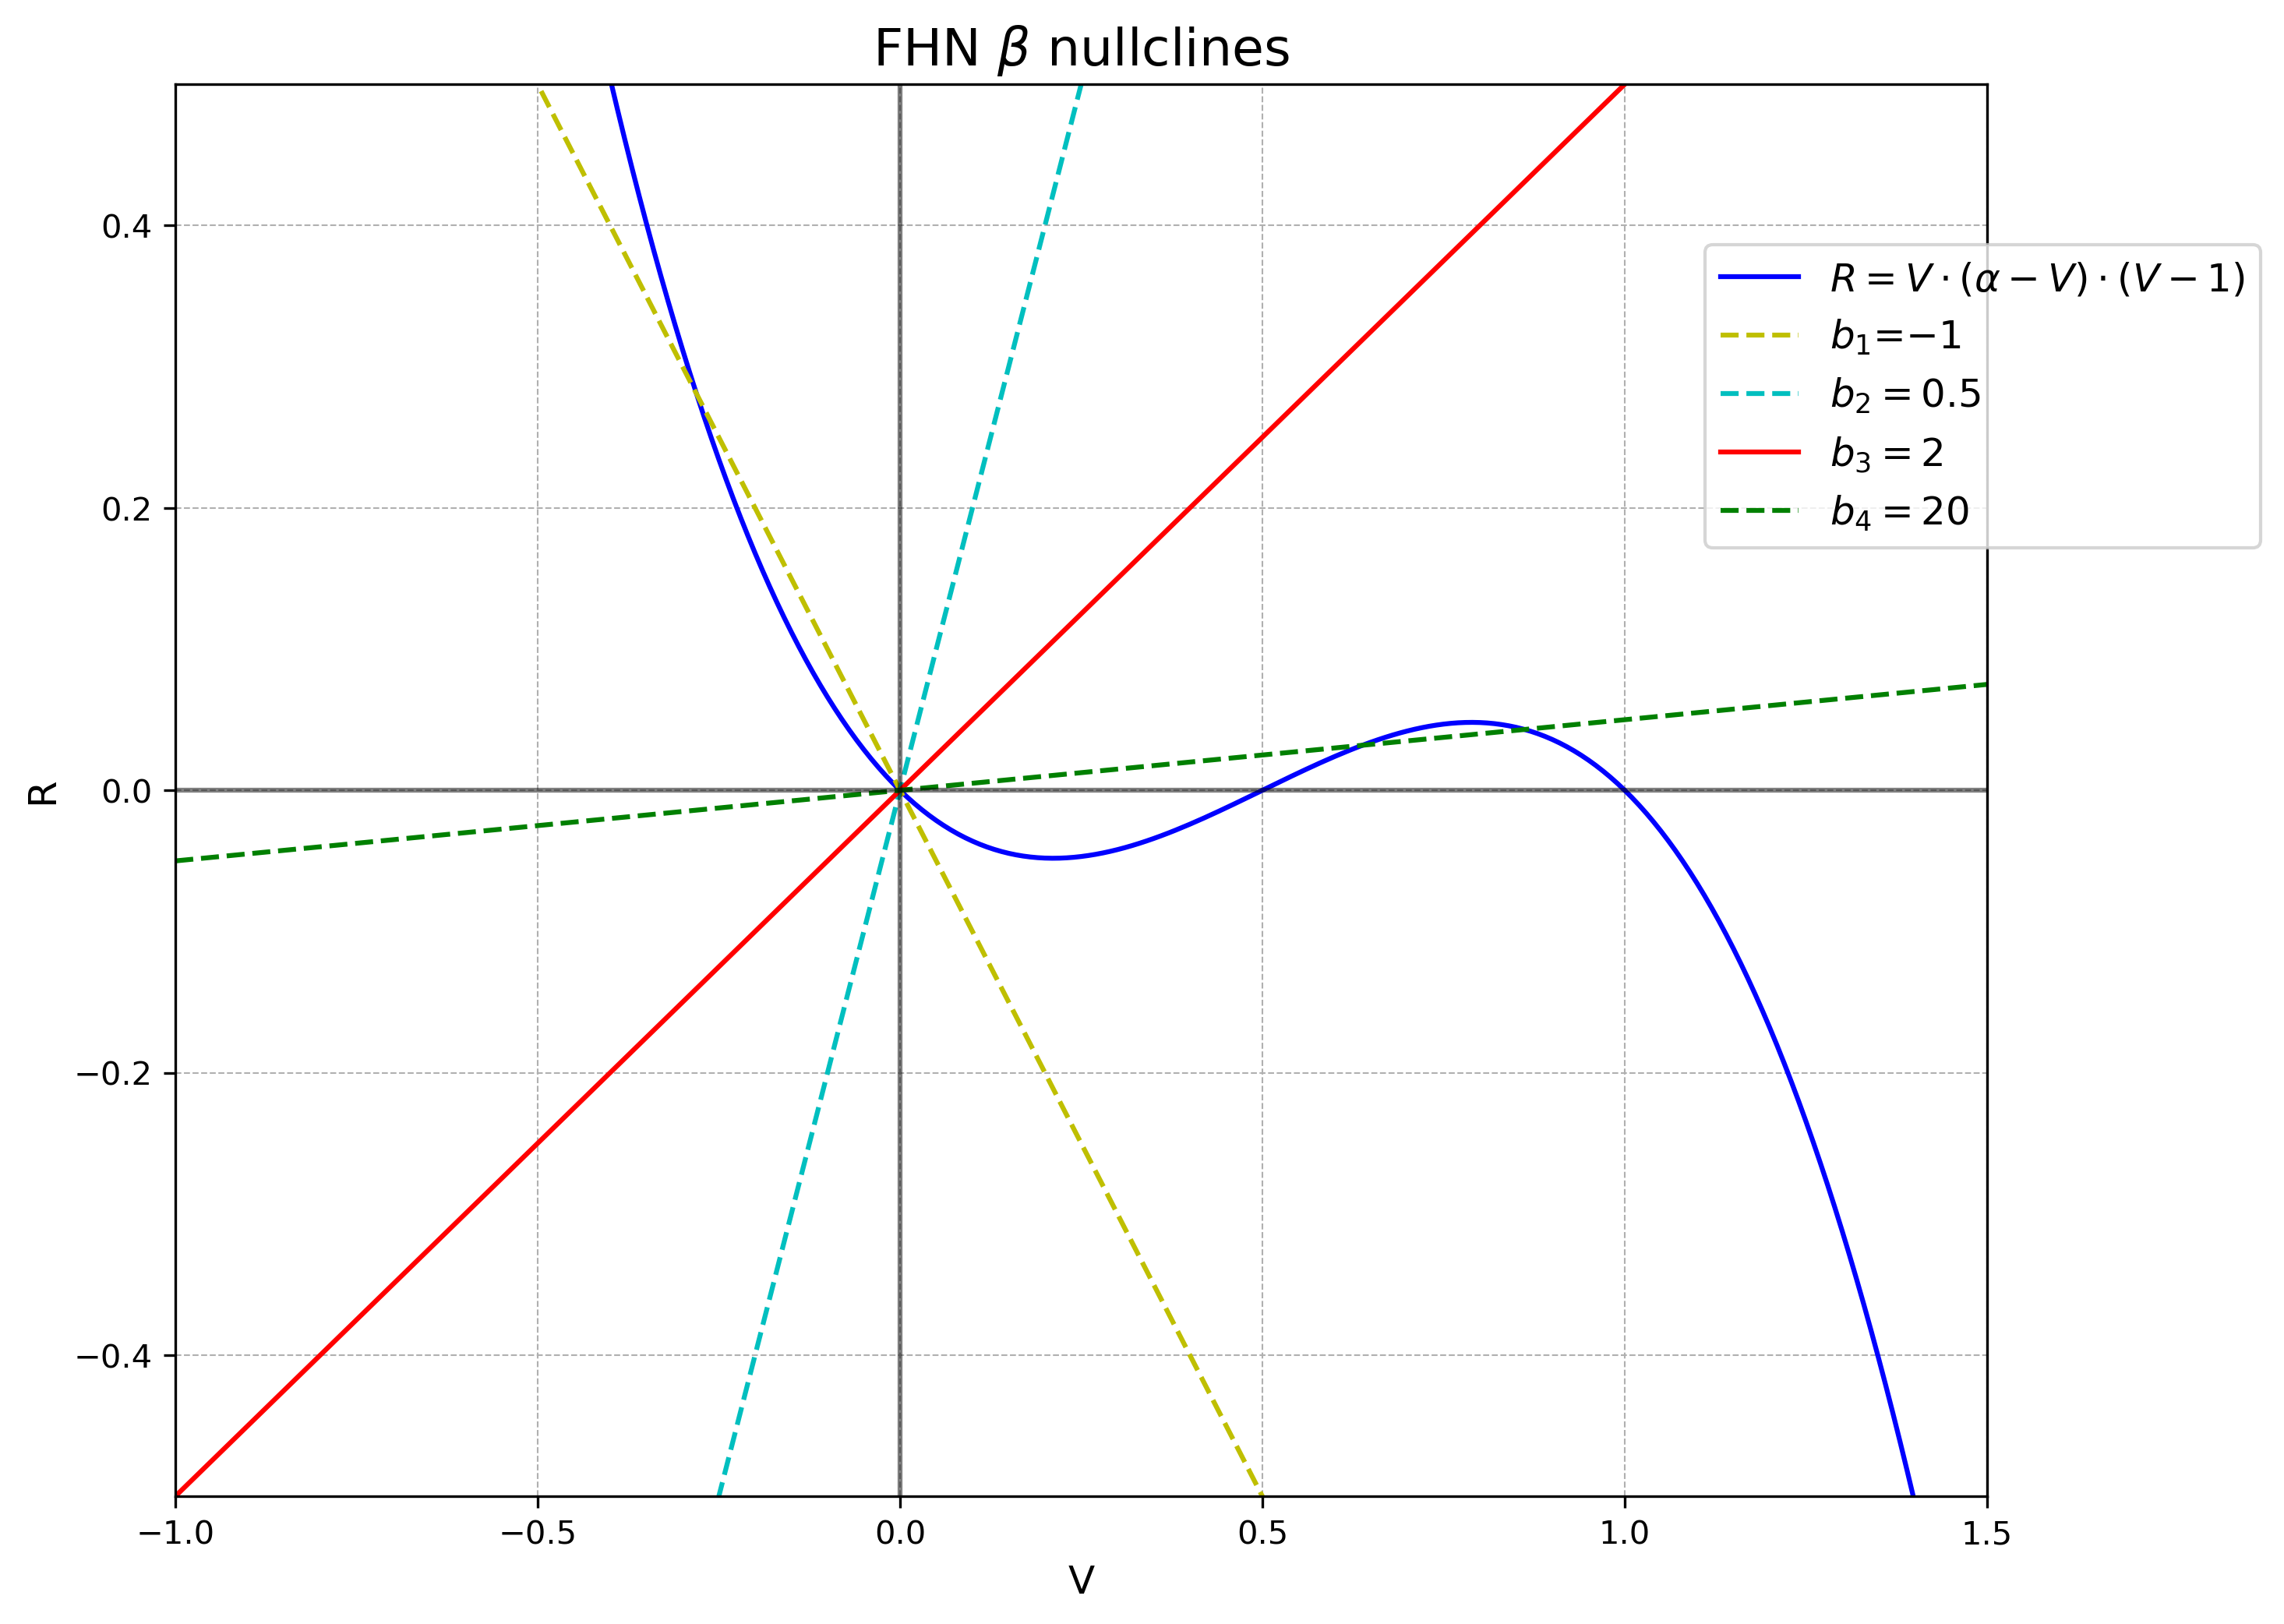 FHN β nullclines
R = V · (α − V) · (V − 1)
b₁=−1
b₂ = 0.5
b₃ = 2
b₄ = 20
0.4
0.2
0.0
−0.2
−0.4
R
−1.0 −0.5 0.0 0.5 1.0 1.5
V